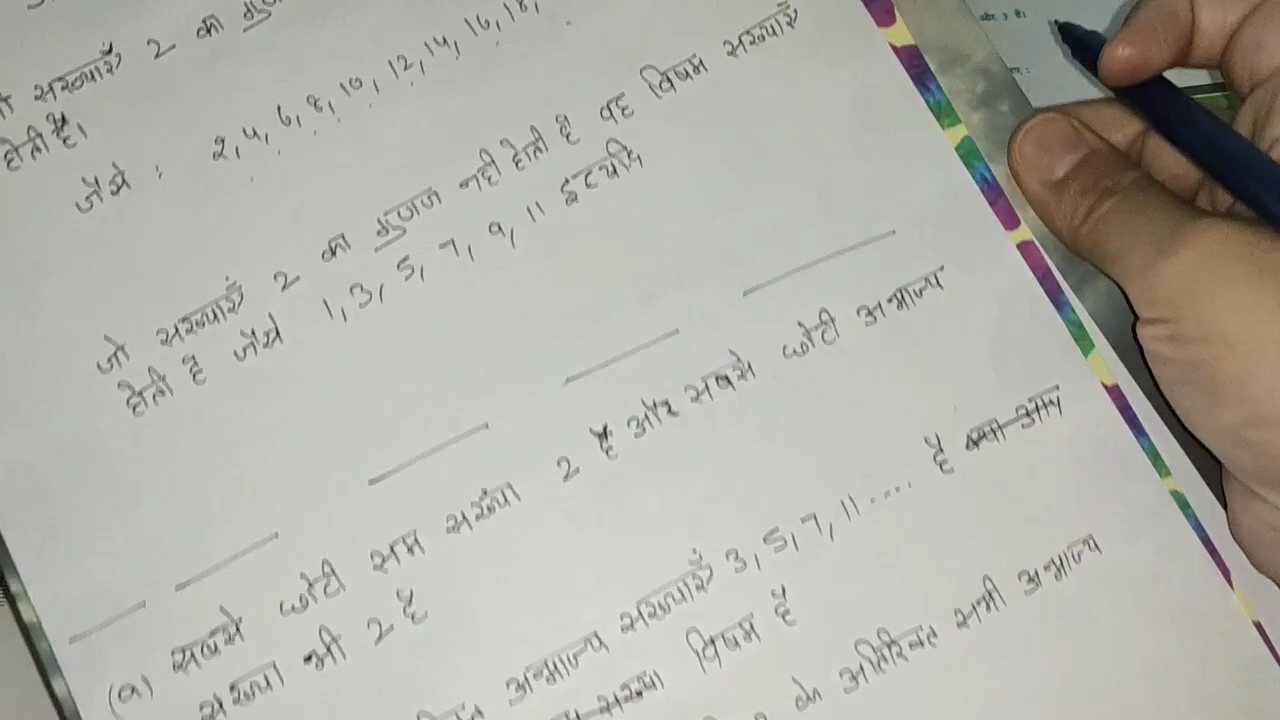 संख्याएँ 2 का
होती है।
जैसे : 2, 4, 6, 8, 10, 12, 14, 16, 18,
जो संख्याएँ 2 का गुणज नही होती है वह विषम संख्याएँ
होती है जैसे 1, 3, 5, 7, 9, 11 इत्यादि
(a) सबसे छोटी सम संख्या 2 है और सबसे छोटी अभाज्य
संख्या भी 2 है
अभाज्य संख्याएँ 3, 5, 7, 11 .... है
संख्या विषम है
के अतिरिक्त सभी अभाज्य